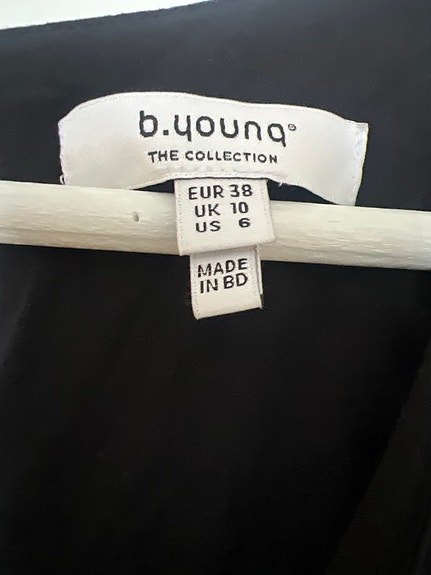 b.young®
THE COLLECTION
EUR 38
UK 10
US 6
MADE
IN BD